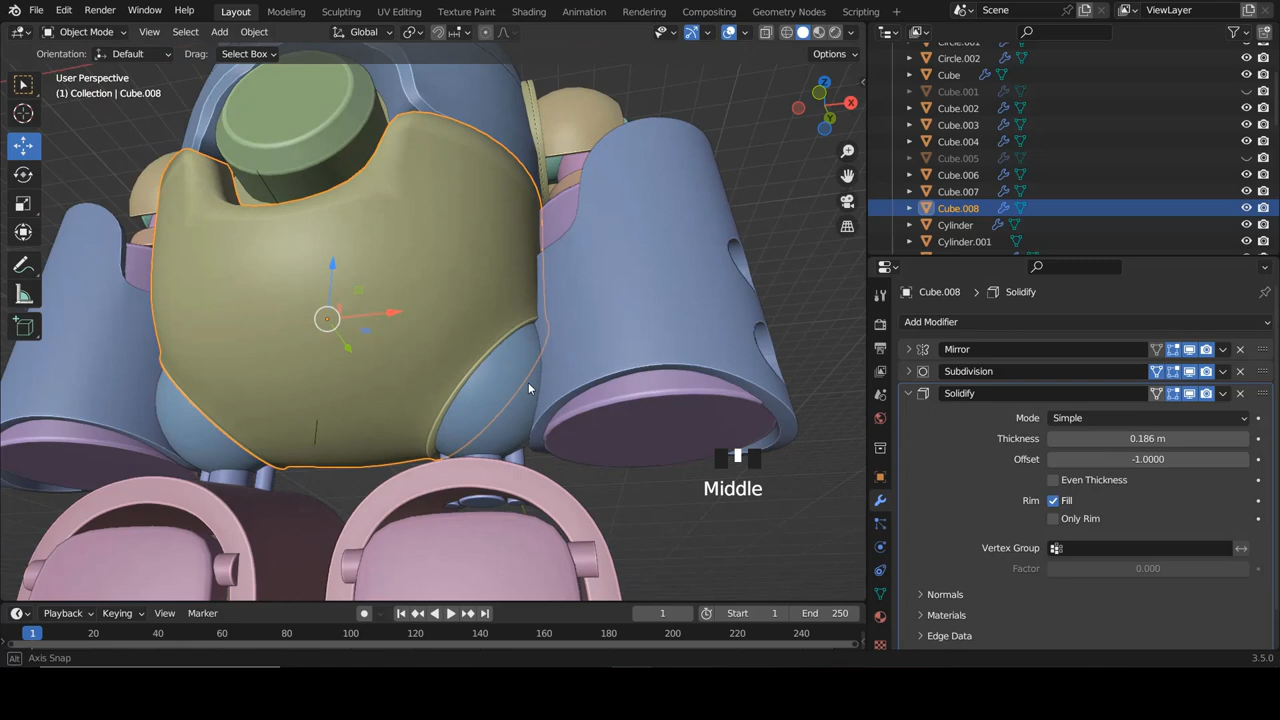 File Edit Render Window Help Layout Modeling Sculpting UV Editing Texture Paint Shading Animation Rendering Compositing Geometry Nodes Scripting + Scene ViewLayer
Object Mode View Select Add Object Global
Orientation: Default Drag: Select Box Options
User Perspective
(1) Collection | Cube.008
X
Y
Z
Circle.002
Cube
Cube.001
Cube.002
Cube.003
Cube.004
Cube.005
Cube.006
Cube.007
Cube.008
Cylinder
Cylinder.001
Cube.008 > Solidify
Add Modifier
Mirror
Subdivision
Solidify
Mode Simple
Thickness 0.186 m
Offset -1.0000
Even Thickness
Rim Fill
Only Rim
Vertex Group
Factor 0.000
Normals
Materials
Edge Data
Middle
Playback Keying View Marker 1 Start 1 End 250
1 20 40 60 80 100 120 140 160 180 200 220 240
Alt Axis Snap 3.5.0